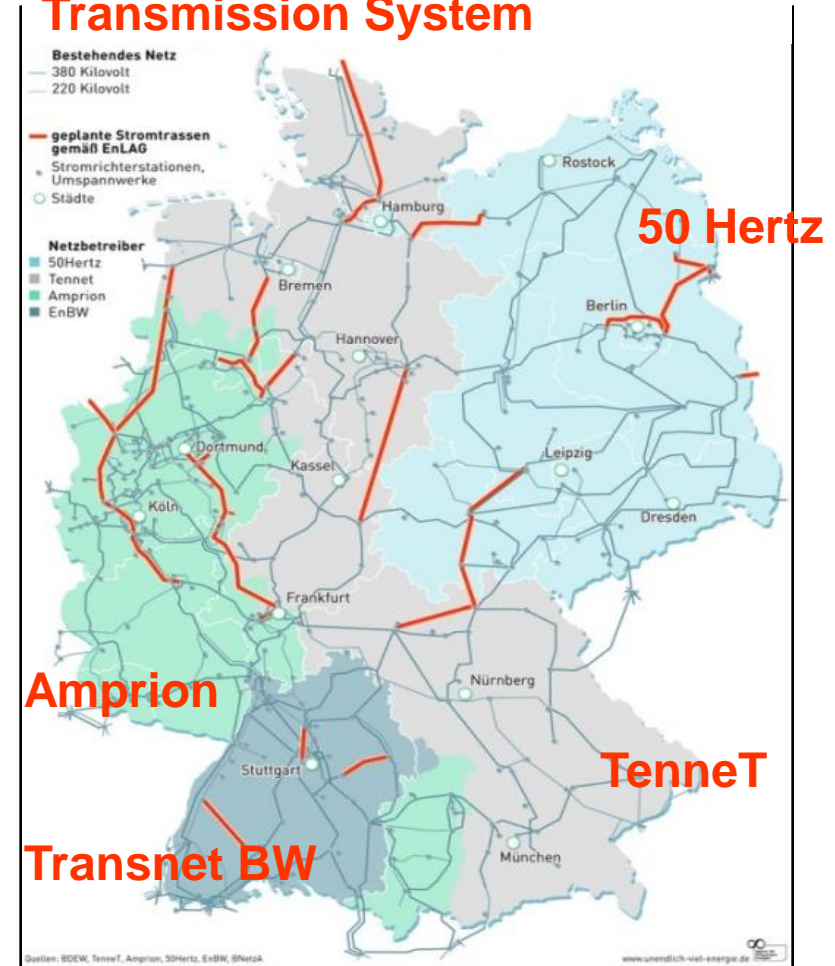 Transmission System
Bestehendes Netz
380 Kilovolt
220 Kilovolt
geplante Stromtrassen
gemäß EnLAG
Stromrichterstationen,
Umspannwerke
Städte
Netzbetreiber
50Hertz
Tennet
Amprion
EnBW
Rostock
Hamburg
50 Hertz
Bremen
Berlin
Hannover
Dortmund
Leipzig
Kassel
Köln
Dresden
Frankfurt
Amprion
Nürnberg
TenneT
Stuttgart
Transnet BW
München
Quellen: BDEW, TenneT, Amprion, 50Hertz, EnBW, BNetzA
www.unendlich-viel-energie.de